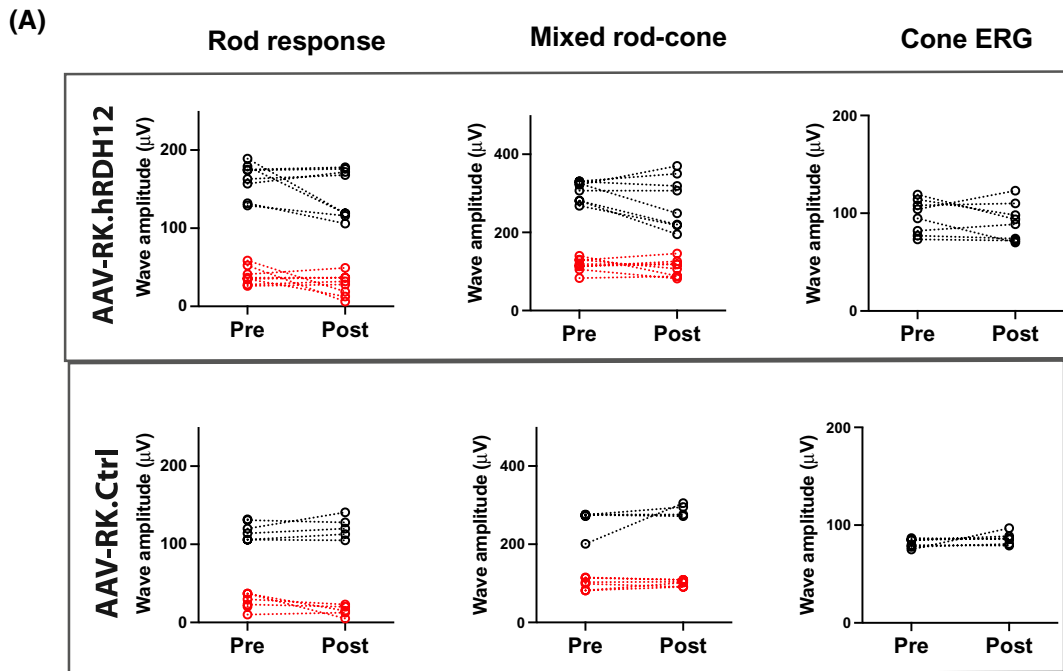 (A)
Rod response
Mixed rod-cone
Cone ERG
AAV-RK.hRDH12
Wave amplitude (µV)
200
100
0
Pre
Post
Wave amplitude (µV)
400
200
0
Pre
Post
Wave amplitude (µV)
200
100
0
Pre
Post
AAV-RK.Ctrl
Wave amplitude (µV)
200
100
0
Pre
Post
Wave amplitude (µV)
400
200
0
Pre
Post
Wave amplitude (µV)
200
100
0
Pre
Post